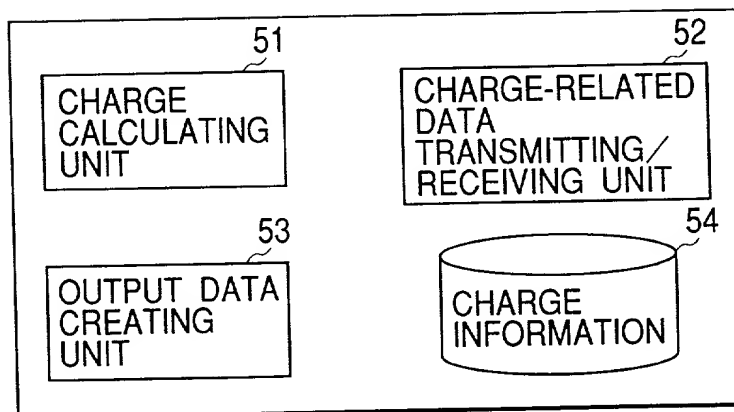 51
CHARGE
CALCULATING
UNIT
52
CHARGE-RELATED
DATA
TRANSMITTING/
RECEIVING UNIT
53
OUTPUT DATA
CREATING
UNIT
54
CHARGE
INFORMATION